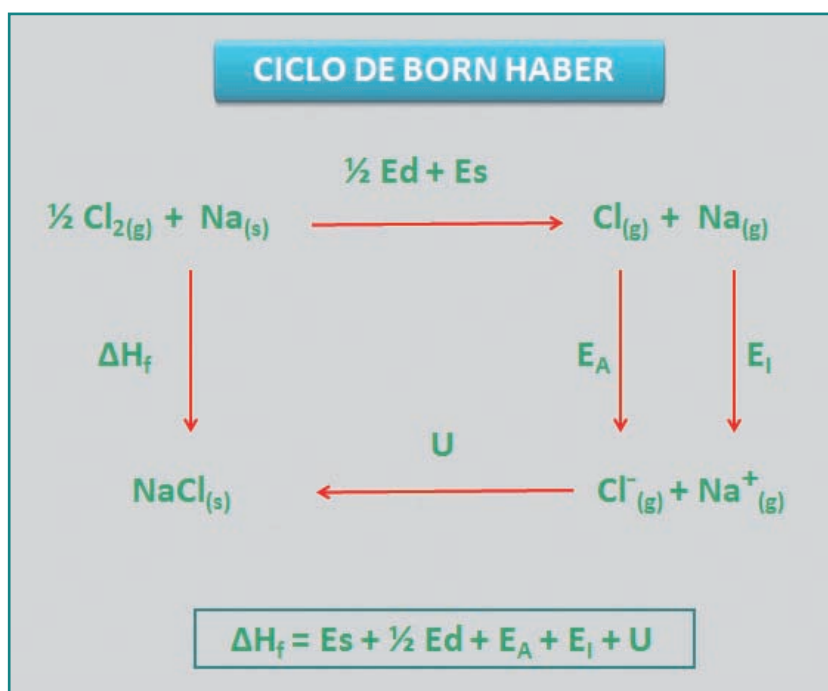 CICLO DE BORN HABER
½ Ed + Es
½ Cl₂(g) + Na(s)
Cl(g) + Na(g)
ΔHf
EA
EI
U
NaCl(s)
Cl⁻(g) + Na⁺(g)
ΔHf = Es + ½ Ed + EA + EI + U